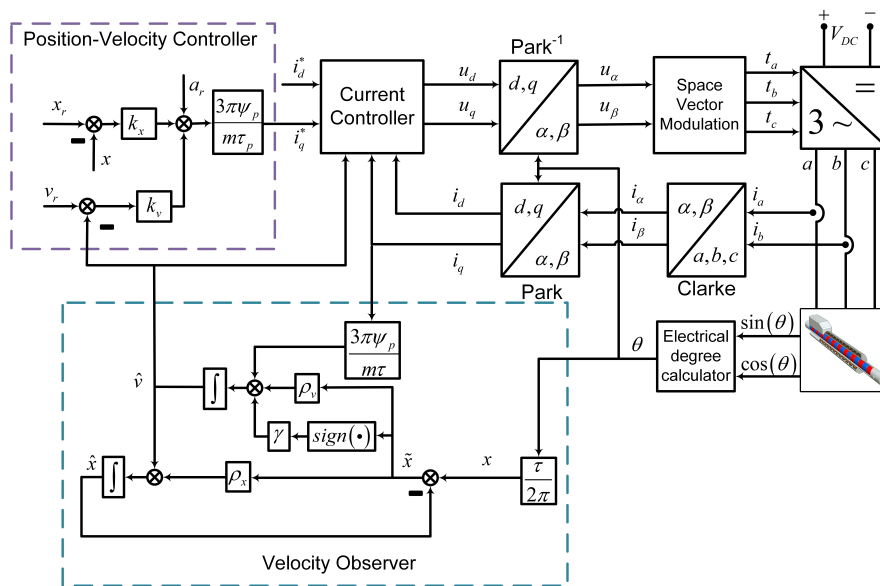 Position-Velocity Controller
x_r
k_x
a_r
3πψ_p
mτ_p
x
v_r
k_v
i_d^*
i_q^*
Current
Controller
u_d
u_q
Park^{-1}
d,q
α,β
u_α
u_β
Space
Vector
Modulation
t_a
t_b
t_c
+
−
V_{DC}
=
3 ~
a
b
c
i_d
i_q
d,q
α,β
Park
i_α
i_β
α,β
a,b,c
Clarke
i_a
i_b
sin(θ)
cos(θ)
Electrical
degree
calculator
θ
3πψ_p
mτ
v̂
∫
ρ_v
γ
sign(•)
x̂
∫
ρ_x
x̃
x
τ
2π
Velocity Observer